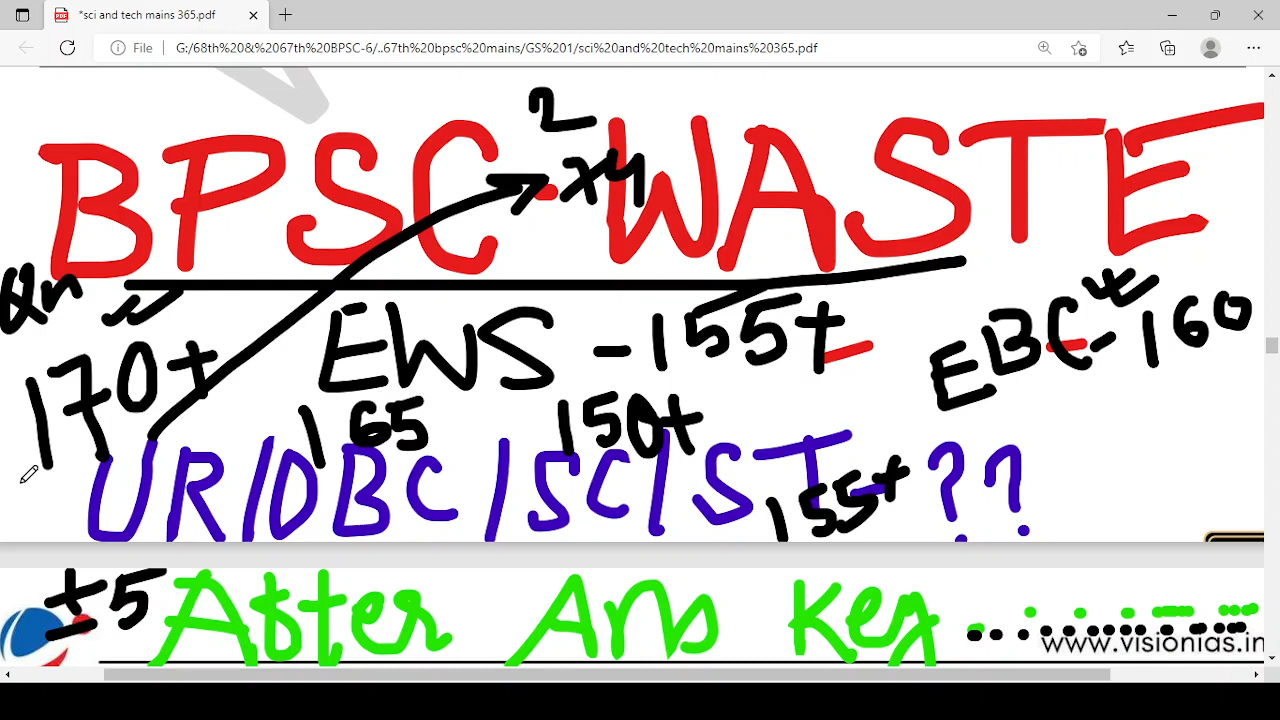 *sci and tech mains 365.pdf
File G:/68th%20&%2067th%20BPSC-6/..67th%20bpsc%20mains/GS%201/sci%20and%20tech%20mains%20365.pdf
2
BPSC-WASTE
170+ EWS -155+ EBC - 160
165 150+
UR/OBC/SC/ST - ??
155+
±5 After Ans Key
www.visionias.in